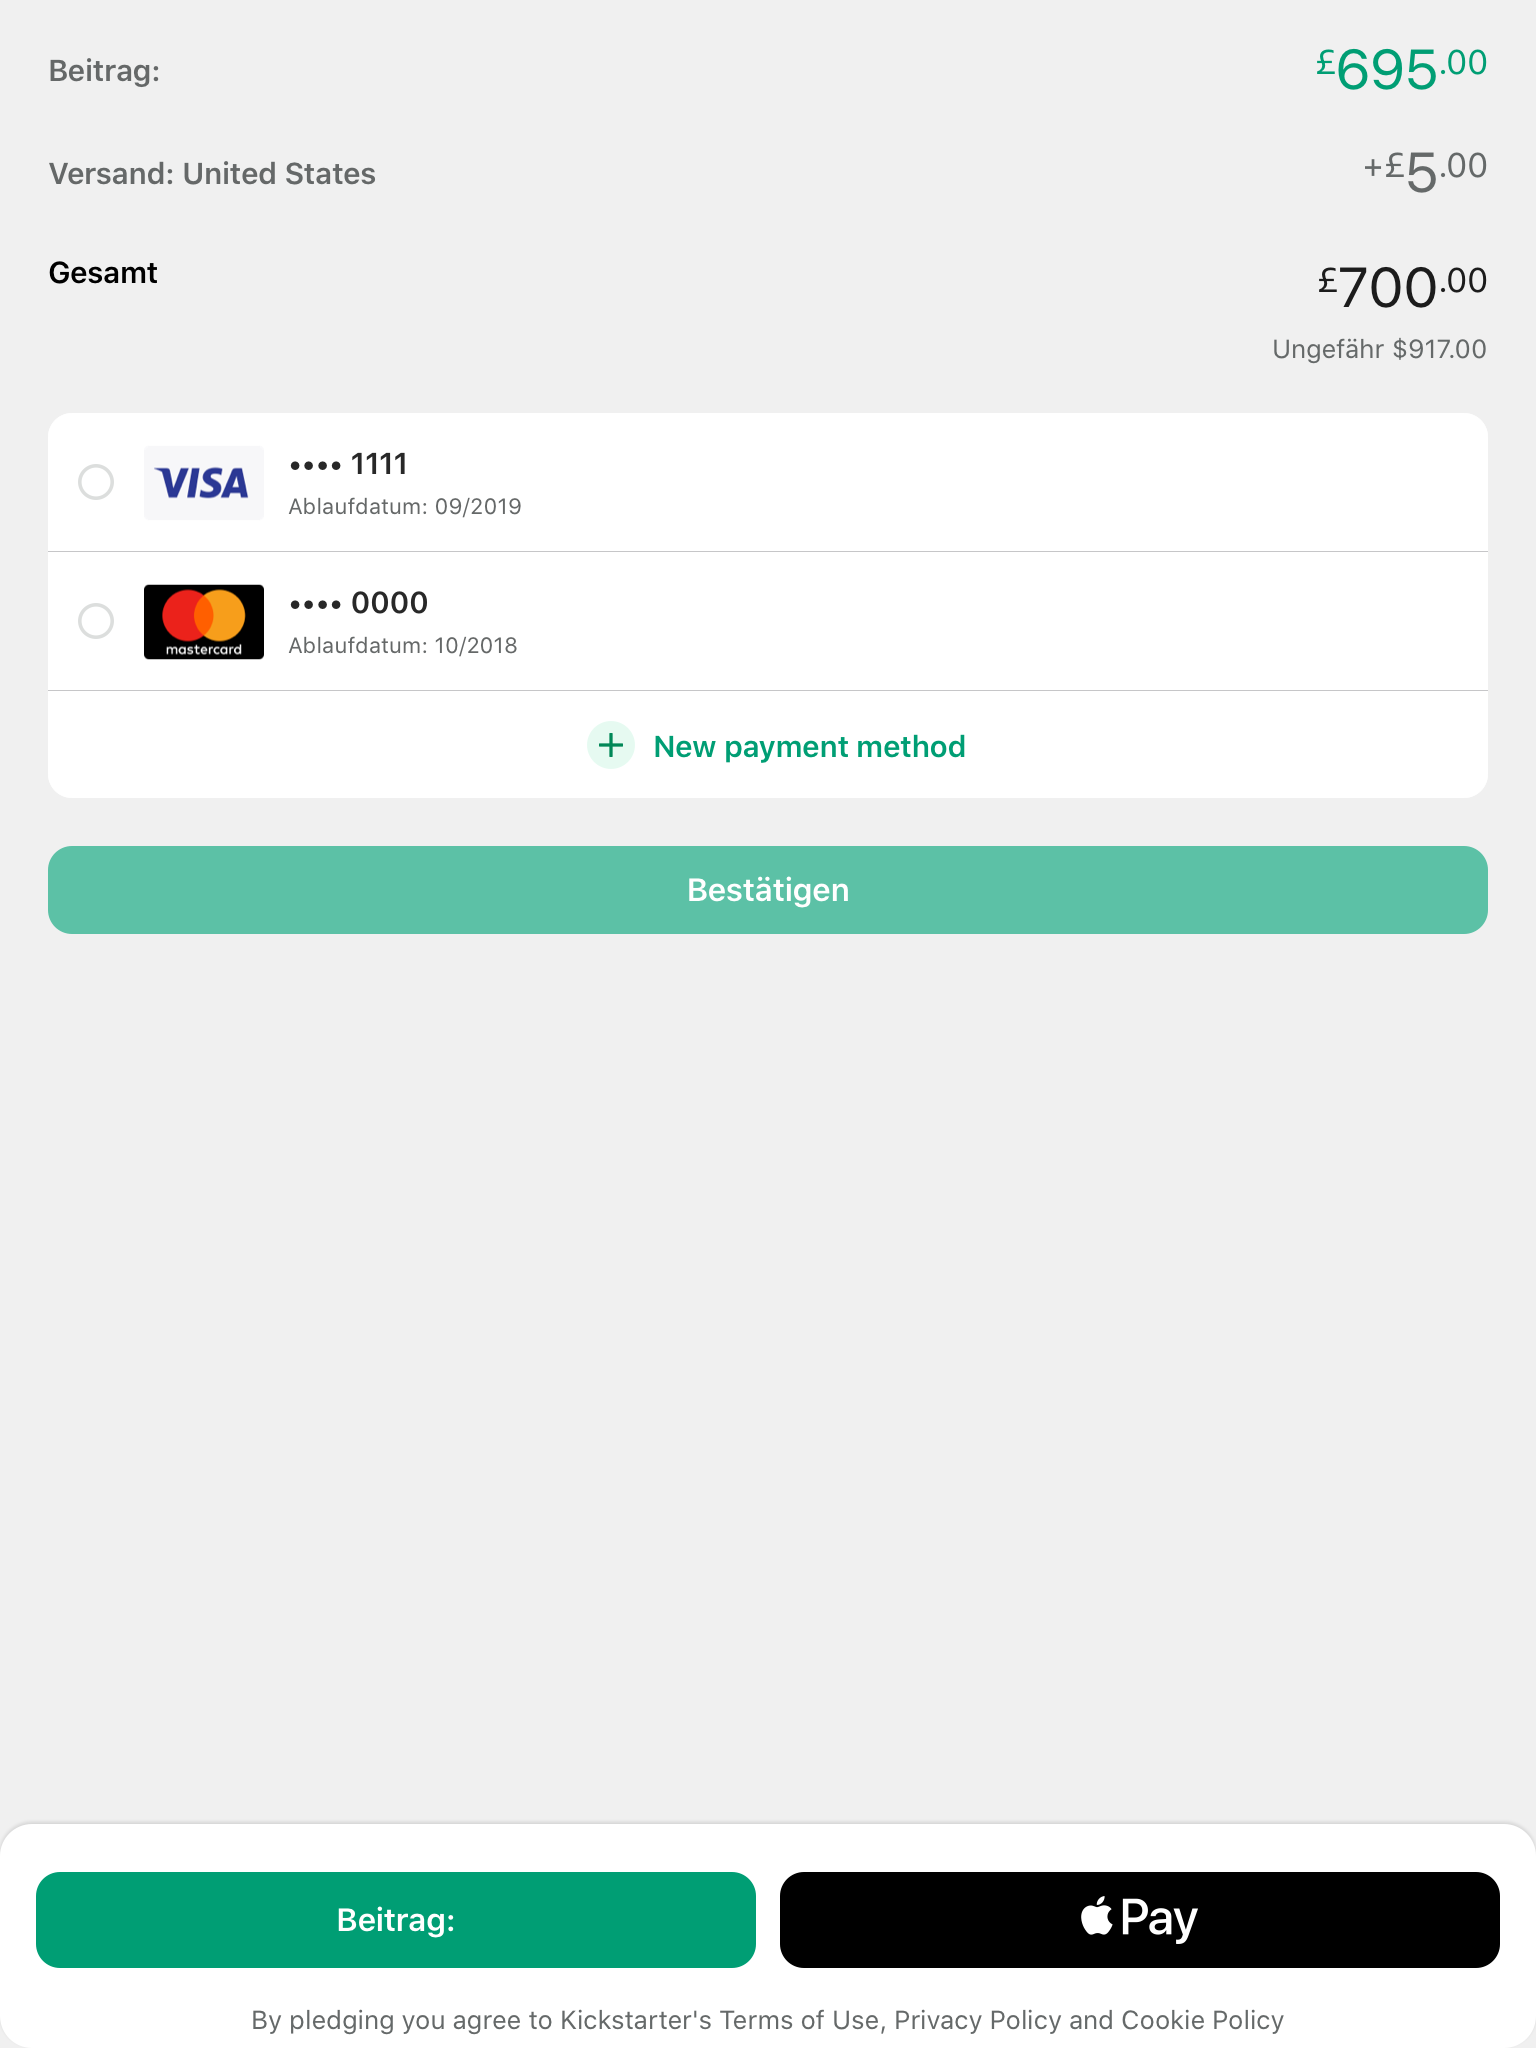 Beitrag: £695.00
Versand: United States +£5.00
Gesamt £700.00
Ungefähr $917.00
VISA •••• 1111
Ablaufdatum: 09/2019
•••• 0000
mastercard Ablaufdatum: 10/2018
+ New payment method
Bestätigen
Beitrag: Pay
By pledging you agree to Kickstarter's Terms of Use, Privacy Policy and Cookie Policy